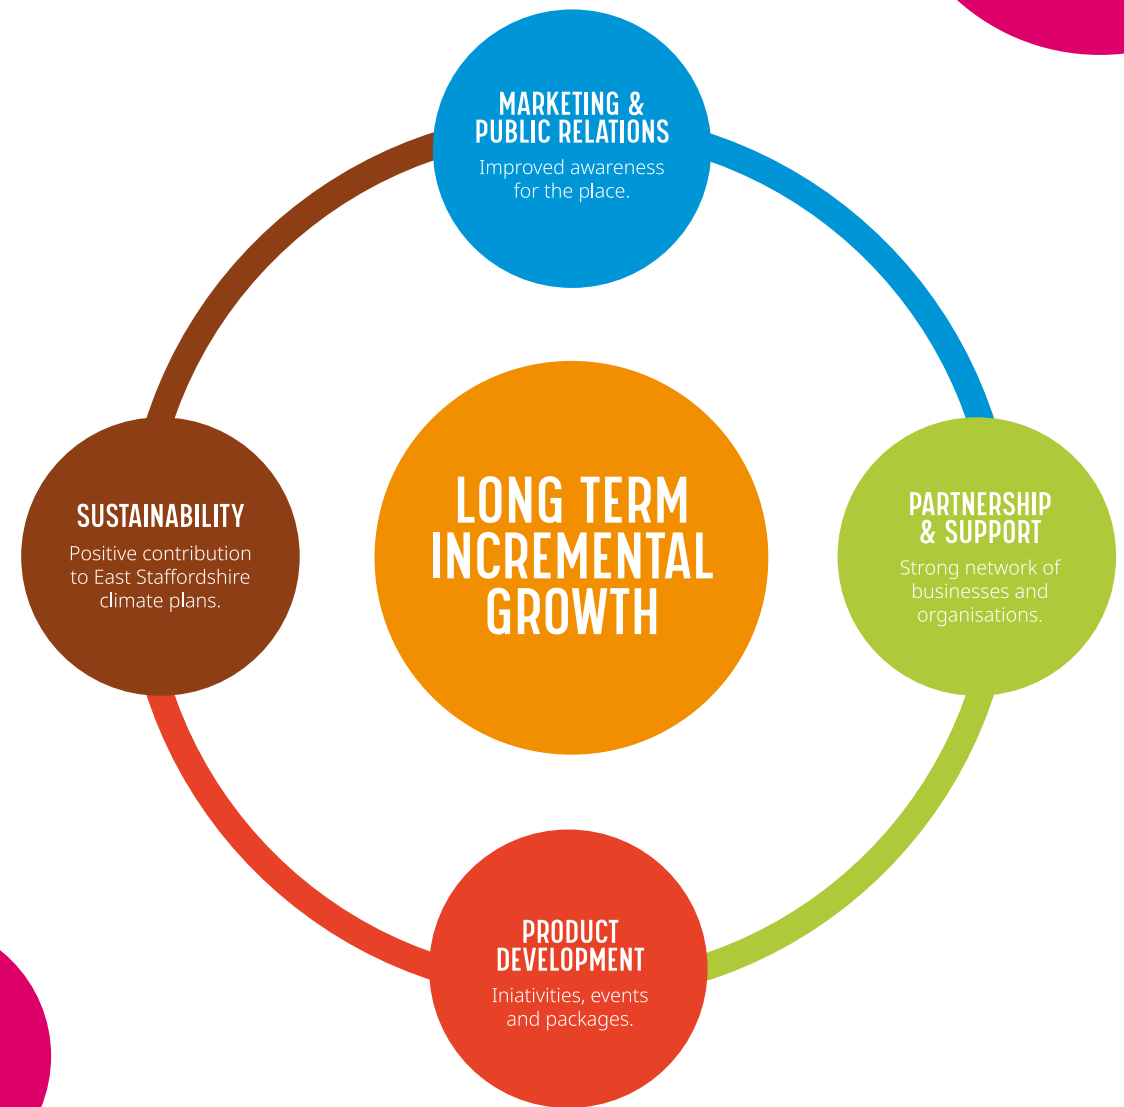 MARKETING &
PUBLIC RELATIONS
Improved awareness
for the place.
SUSTAINABILITY
Positive contribution
to East Staffordshire
climate plans.
LONG TERM
INCREMENTAL
GROWTH
PARTNERSHIP
& SUPPORT
Strong network of
businesses and
organisations.
PRODUCT
DEVELOPMENT
Iniativities, events
and packages.